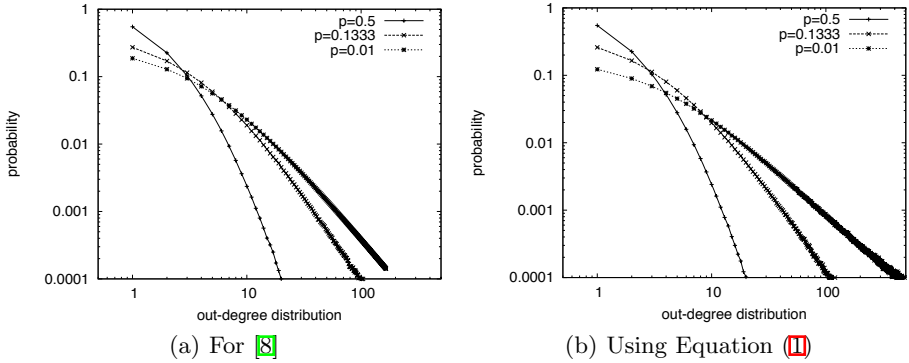 1
0.1
0.01
0.001
0.0001
probability
p=0.5
p=0.1333
p=0.01
1 10 100
out-degree distribution
(a) For [8]
1
0.1
0.01
0.001
0.0001
probability
p=0.5
p=0.1333
p=0.01
1 10 100
out-degree distribution
(b) Using Equation (1)